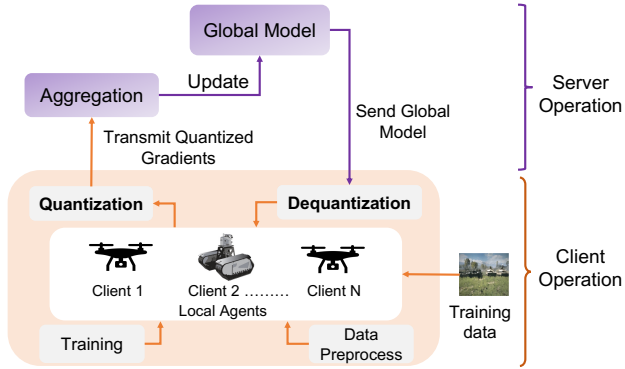 Global Model
Update
Aggregation
Server
Operation
Send Global
Model
Transmit Quantized
Gradients
Quantization
Dequantization
Client 1
Client 2 .........
Client N
Local Agents
Client
Operation
Training
data
Training
Data
Preprocess